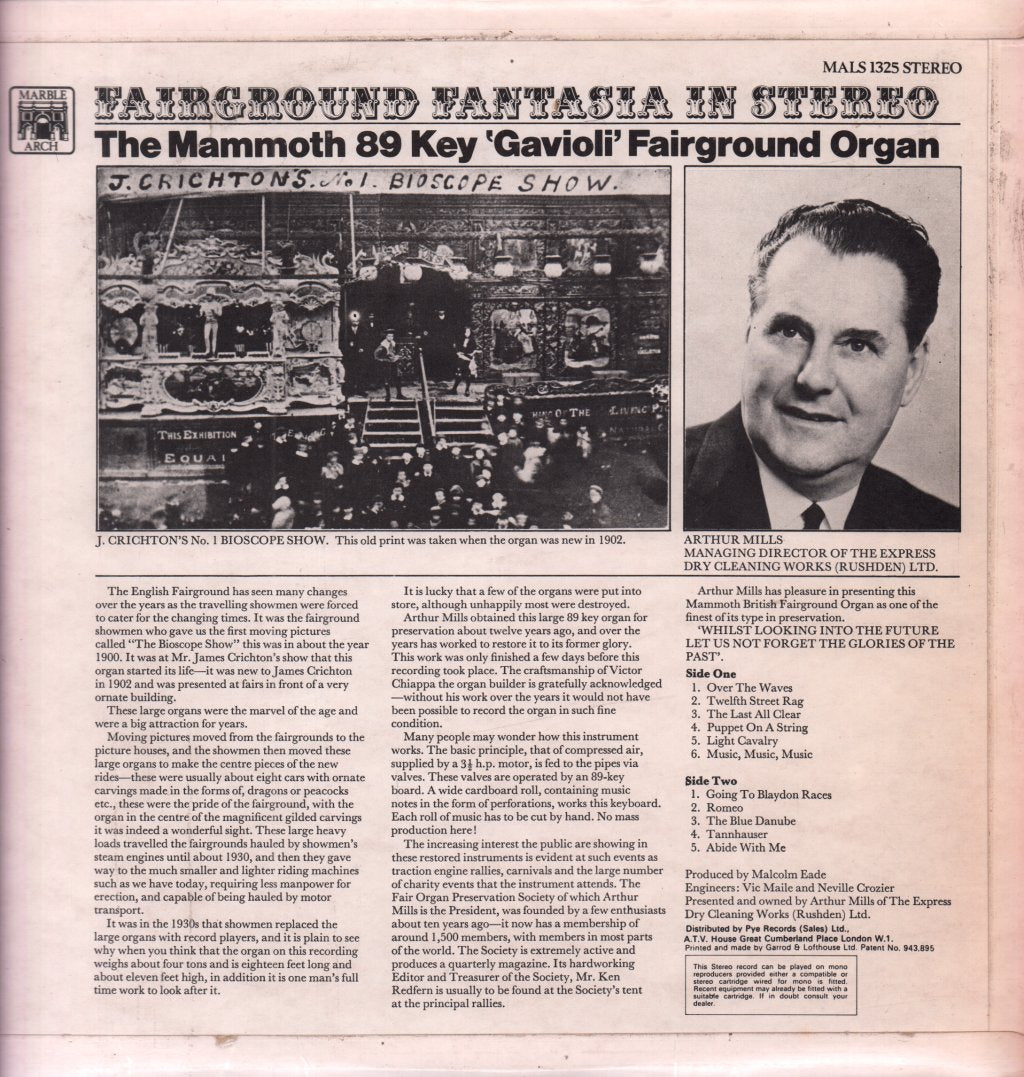 MALS 1325 STEREO
MARBLE
ARCH
FAIRGROUND FANTASIA IN STEREO
The Mammoth 89 Key ‘Gavioli’ Fairground Organ
J. CRICHTON'S. No 1. BIOSCOPE SHOW.
THIS EXHIBITION
EQUAL
KING OF THE LIVING P
J. CRICHTON'S No. 1 BIOSCOPE SHOW. This old print was taken when the organ was new in 1902.
ARTHUR MILLS
MANAGING DIRECTOR OF THE EXPRESS
DRY CLEANING WORKS (RUSHDEN) LTD.
The English Fairground has seen many changes
over the years as the travelling showmen were forced
to cater for the changing times. It was the fairground
showmen who gave us the first moving pictures
called “The Bioscope Show” this was in about the year
1900. It was at Mr. James Crichton's show that this
organ started its life—it was new to James Crichton
in 1902 and was presented at fairs in front of a very
ornate building.
These large organs were the marvel of the age and
were a big attraction for years.
Moving pictures moved from the fairgrounds to the
picture houses, and the showmen then moved these
large organs to make the centre pieces of the new
rides—these were usually about eight cars with ornate
carvings made in the forms of, dragons or peacocks
etc., these were the pride of the fairground, with the
organ in the centre of the magnificent gilded carvings
it was indeed a wonderful sight. These large heavy
loads travelled the fairgrounds hauled by showmen's
steam engines until about 1930, and then they gave
way to the much smaller and lighter riding machines
such as we have today, requiring less manpower for
erection, and capable of being hauled by motor
transport.
It was in the 1930s that showmen replaced the
large organs with record players, and it is plain to see
why when you think that the organ on this recording
weighs about four tons and is eighteen feet long and
about eleven feet high, in addition it is one man's full
time work to look after it.
It is lucky that a few of the organs were put into
store, although unhappily most were destroyed.
Arthur Mills obtained this large 89 key organ for
preservation about twelve years ago, and over the
years has worked to restore it to its former glory.
This work was only finished a few days before this
recording took place. The craftsmanship of Victor
Chiappa the organ builder is gratefully acknowledged
—without his work over the years it would not have
been possible to record the organ in such fine
condition.
Many people may wonder how this instrument
works. The basic principle, that of compressed air,
supplied by a 3½ h.p. motor, is fed to the pipes via
valves. These valves are operated by an 89-key
board. A wide cardboard roll, containing music
notes in the form of perforations, works this keyboard.
Each roll of music has to be cut by hand. No mass
production here!
The increasing interest the public are showing in
these restored instruments is evident at such events as
traction engine rallies, carnivals and the large number
of charity events that the instrument attends. The
Fair Organ Preservation Society of which Arthur
Mills is the President, was founded by a few enthusiasts
about ten years ago—it now has a membership of
around 1,500 members, with members in most parts
of the world. The Society is extremely active and
produces a quarterly magazine. Its hardworking
Editor and Treasurer of the Society, Mr. Ken
Redfern is usually to be found at the Society's tent
at the principal rallies.
Arthur Mills has pleasure in presenting this
Mammoth British Fairground Organ as one of the
finest of its type in preservation.
‘WHILST LOOKING INTO THE FUTURE
LET US NOT FORGET THE GLORIES OF THE
PAST’.
Side One
1. Over The Waves
2. Twelfth Street Rag
3. The Last All Clear
4. Puppet On A String
5. Light Cavalry
6. Music, Music, Music
Side Two
1. Going To Blaydon Races
2. Romeo
3. The Blue Danube
4. Tannhauser
5. Abide With Me
Produced by Malcolm Eade
Engineers: Vic Maile and Neville Crozier
Presented and owned by Arthur Mills of The Express
Dry Cleaning Works (Rushden) Ltd.
Distributed by Pye Records (Sales) Ltd.,
A.T.V. House Great Cumberland Place London W.1.
Printed and made by Garrod & Lofthouse Ltd. Patent No. 943,895
This Stereo record can be played on mono
reproducers provided either a compatible or
stereo cartridge wired for mono is fitted.
Recent equipment may already be fitted with a
suitable cartridge. If in doubt consult your
dealer.